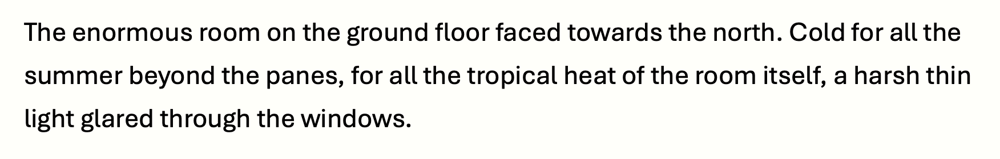 The enormous room on the ground floor faced towards the north. Cold for all the
summer beyond the panes, for all the tropical heat of the room itself, a harsh thin
light glared through the windows.